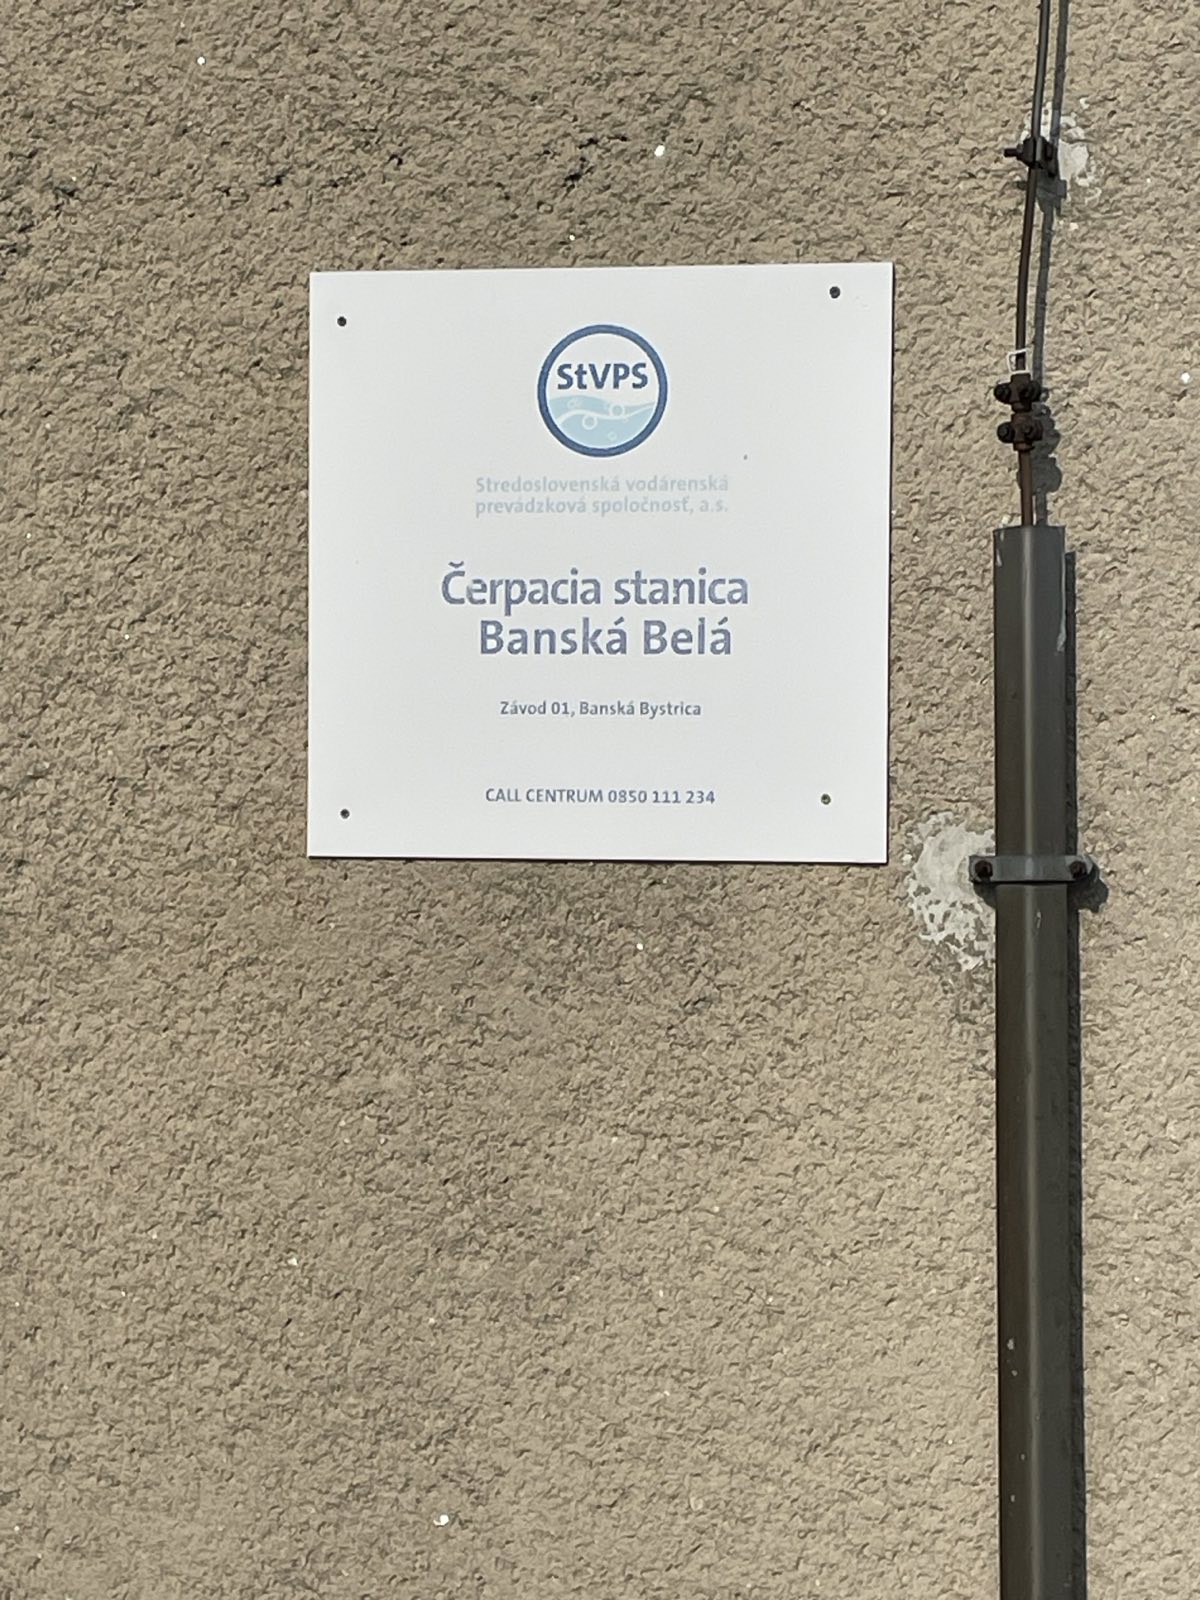 StVPS
Stredoslovenská vodárenská
prevádzková spoločnosť, a.s.
Čerpacia stanica
Banská Belá
Závod 01, Banská Bystrica
CALL CENTRUM 0850 111 234